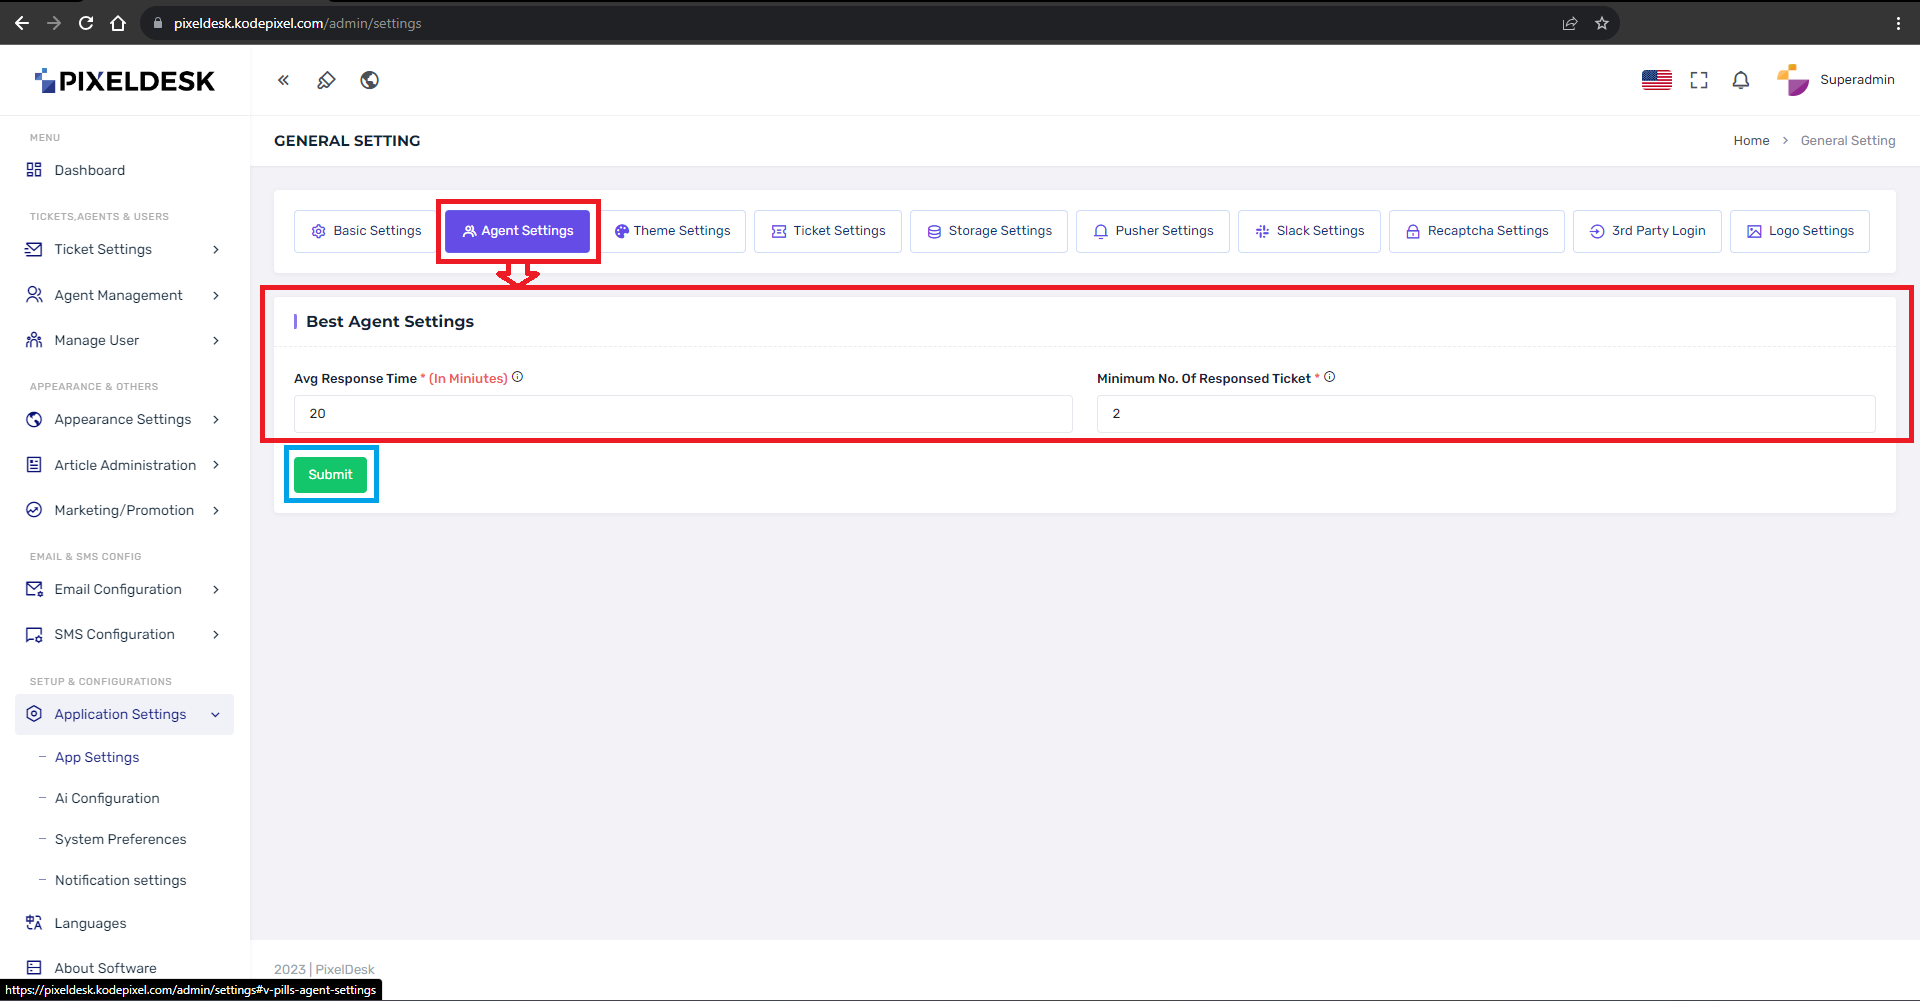 pixeldesk.kodepixel.com/admin/settings
PIXELDESK
Superadmin
MENU
Dashboard
TICKETS,AGENTS & USERS
Ticket Settings
Agent Management
Manage User
APPEARANCE & OTHERS
Appearance Settings
Article Administration
Marketing/Promotion
EMAIL & SMS CONFIG
Email Configuration
SMS Configuration
SETUP & CONFIGURATIONS
Application Settings
App Settings
Ai Configuration
System Preferences
Notification settings
Languages
About Software
GENERAL SETTING
Home > General Setting
Basic Settings Agent Settings Theme Settings Ticket Settings Storage Settings Pusher Settings Slack Settings Recaptcha Settings 3rd Party Login Logo Settings
Best Agent Settings
Avg Response Time * (In Miniutes)
20
Minimum No. Of Responsed Ticket *
2
Submit
2023 | PixelDesk
https://pixeldesk.kodepixel.com/admin/settings#v-pills-agent-settings